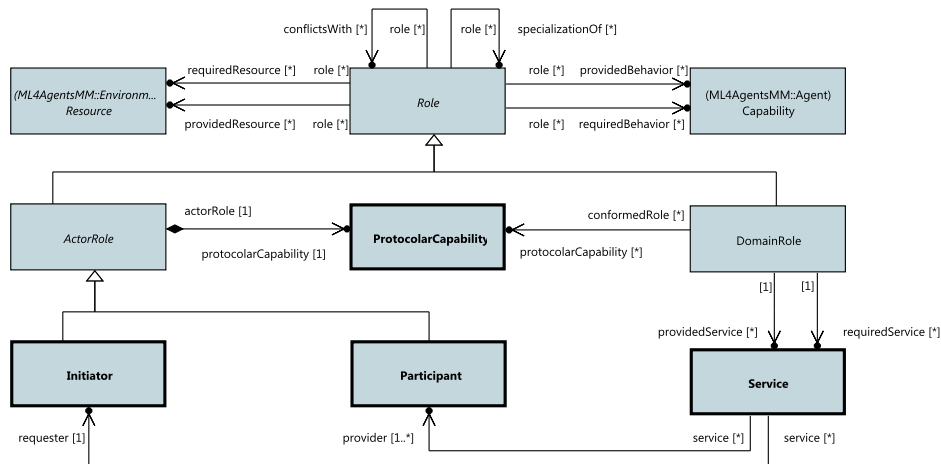 conflictsWith [*] role [*] role [*] specializationOf [*]
requiredResource [*] role [*] role [*] providedBehavior [*]
(ML4AgentsMM::Environm...
Resource
Role
(ML4AgentsMM::Agent)
Capability
providedResource [*] role [*] role [*] requiredBehavior [*]
actorRole [1] conformedRole [*]
ActorRole ProtocolarCapability DomainRole
protocolarCapability [1] protocolarCapability [*]
[1] [1]
providedService [*] requiredService [*]
Initiator Participant Service
requester [1] provider [1..*] service [*] service [*]